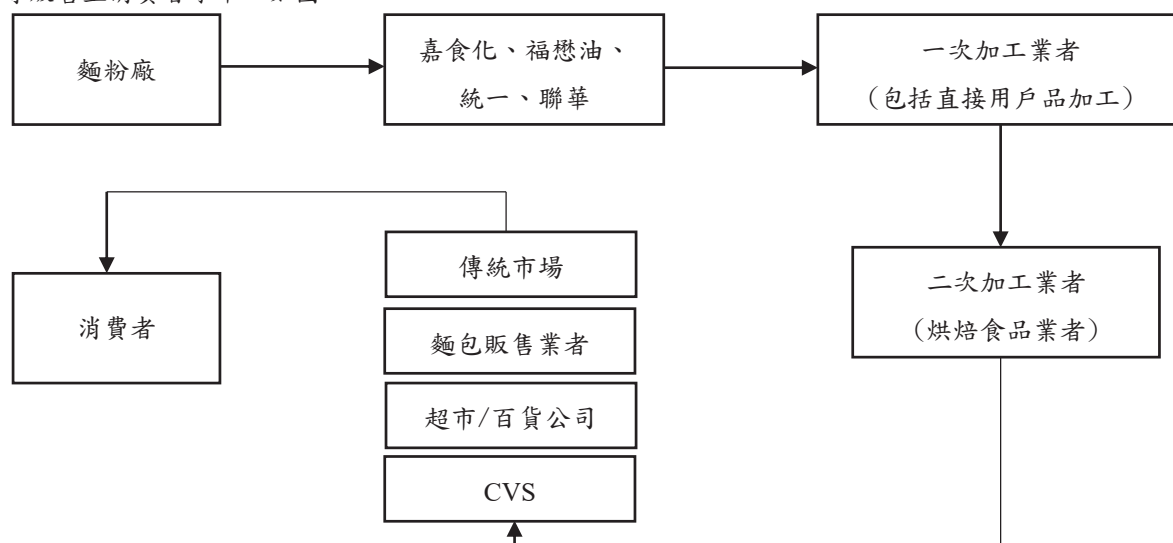 麵粉廠
嘉食化、福懋油、
統一、聯華
一次加工業者
(包括直接用戶品加工)
二次加工業者
(烘焙食品業者)
傳統市場
麵包販售業者
超市/百貨公司
CVS
消費者